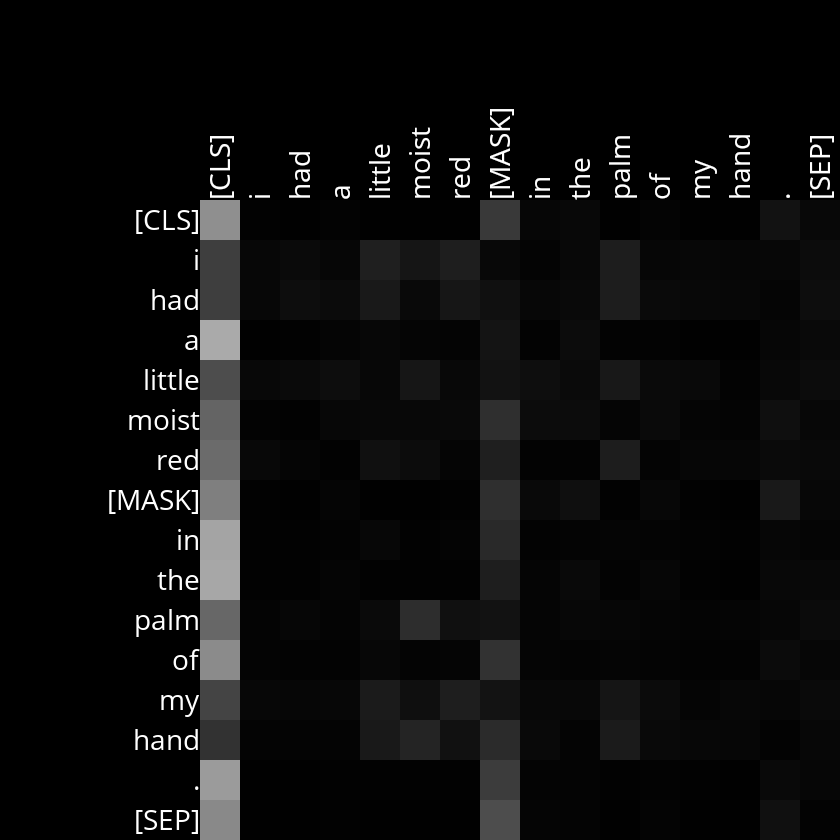 [CLS] i had a little moist red [MASK] in the palm of my hand . [SEP]
[CLS]
i
had
a
little
moist
red
[MASK]
in
the
palm
of
my
hand
.
[SEP]